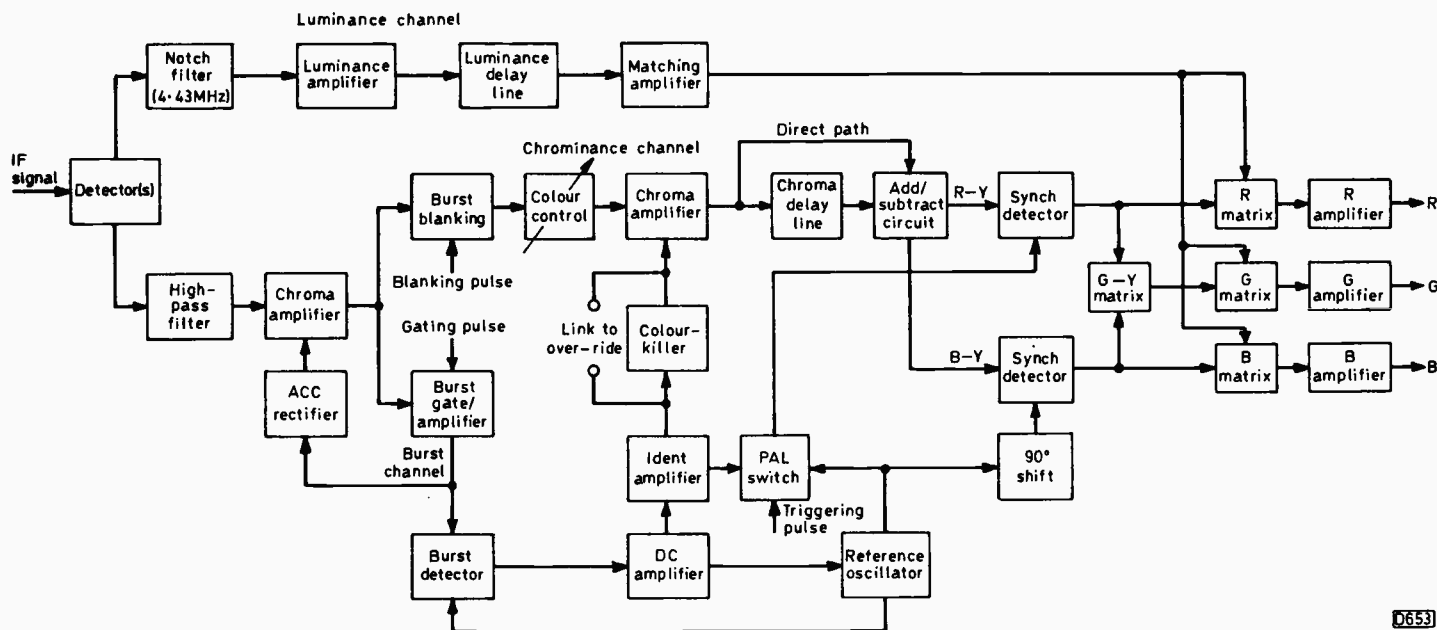 Luminance channel
Notch
filter
(4·43MHz)
Luminance
amplifier
Luminance
delay
line
Matching
amplifier
Direct path
IF
signal
Detector(s)
Chrominance channel
Burst
blanking
Colour
control
Chroma
amplifier
Chroma
delay
line
Add/
subtract
circuit
R-Y
Synch
detector
R
matrix
R
amplifier
R
Blanking pulse
High-
pass
filter
Chroma
amplifier
Gating pulse
Link to
over-ride
Colour-
killer
G-Y
matrix
G
matrix
G
amplifier
G
ACC
rectifier
Burst
gate/
amplifier
B-Y
Synch
detector
B
matrix
B
amplifier
B
Burst
channel
Ident
amplifier
PAL
switch
90°
shift
Triggering
pulse
Burst
detector
DC
amplifier
Reference
oscillator
D653